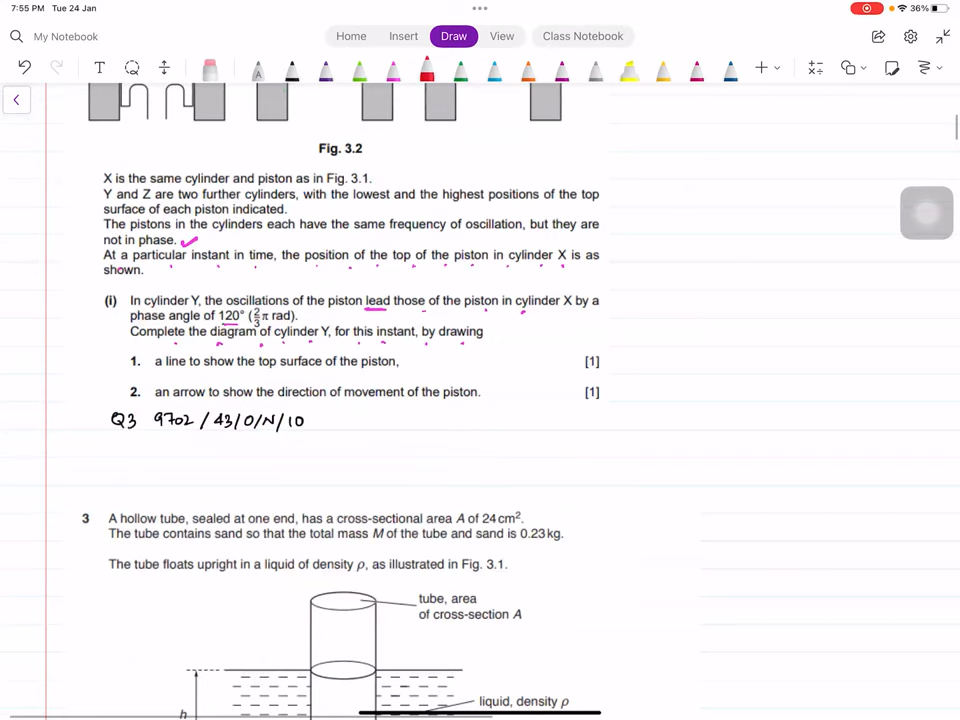 7:55 PM Tue 24 Jan
36%
My Notebook
Home Insert Draw View Class Notebook
Fig. 3.2
X is the same cylinder and piston as in Fig. 3.1.
Y and Z are two further cylinders, with the lowest and the highest positions of the top
surface of each piston indicated.
The pistons in the cylinders each have the same frequency of oscillation, but they are
not in phase.
At a particular instant in time, the position of the top of the piston in cylinder X is as
shown.
(i) In cylinder Y, the oscillations of the piston lead those of the piston in cylinder X by a
phase angle of 120° (2/3 π rad).
Complete the diagram of cylinder Y, for this instant, by drawing
1. a line to show the top surface of the piston, [1]
2. an arrow to show the direction of movement of the piston. [1]
Q3 9702 / 43 / O / N / 10
3 A hollow tube, sealed at one end, has a cross-sectional area A of 24 cm².
The tube contains sand so that the total mass M of the tube and sand is 0.23 kg.
The tube floats upright in a liquid of density ρ, as illustrated in Fig. 3.1.
tube, area
of cross-section A
liquid, density ρ
h